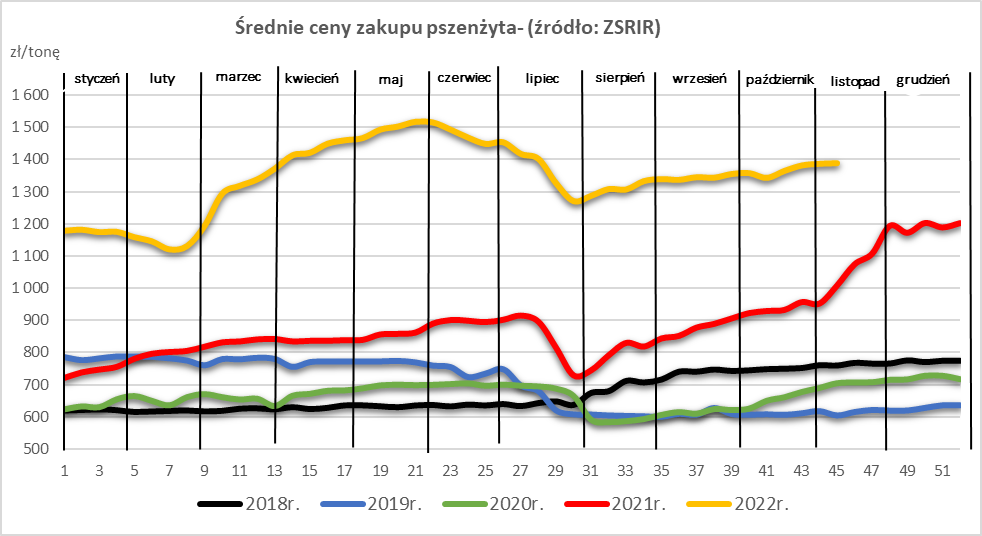 Średnie ceny zakupu pszenżyta- (źródło: ZSRIR)
zł/tonę
styczeń luty marzec kwiecień maj czerwiec lipiec sierpień wrzesień październik listopad grudzień
1 600
1 500
1 400
1 300
1 200
1 100
1 000
900
800
700
600
500
1 3 5 7 9 11 13 15 17 19 21 23 25 27 29 31 33 35 37 39 41 43 45 47 49 51
2018r. 2019r. 2020r. 2021r. 2022r.